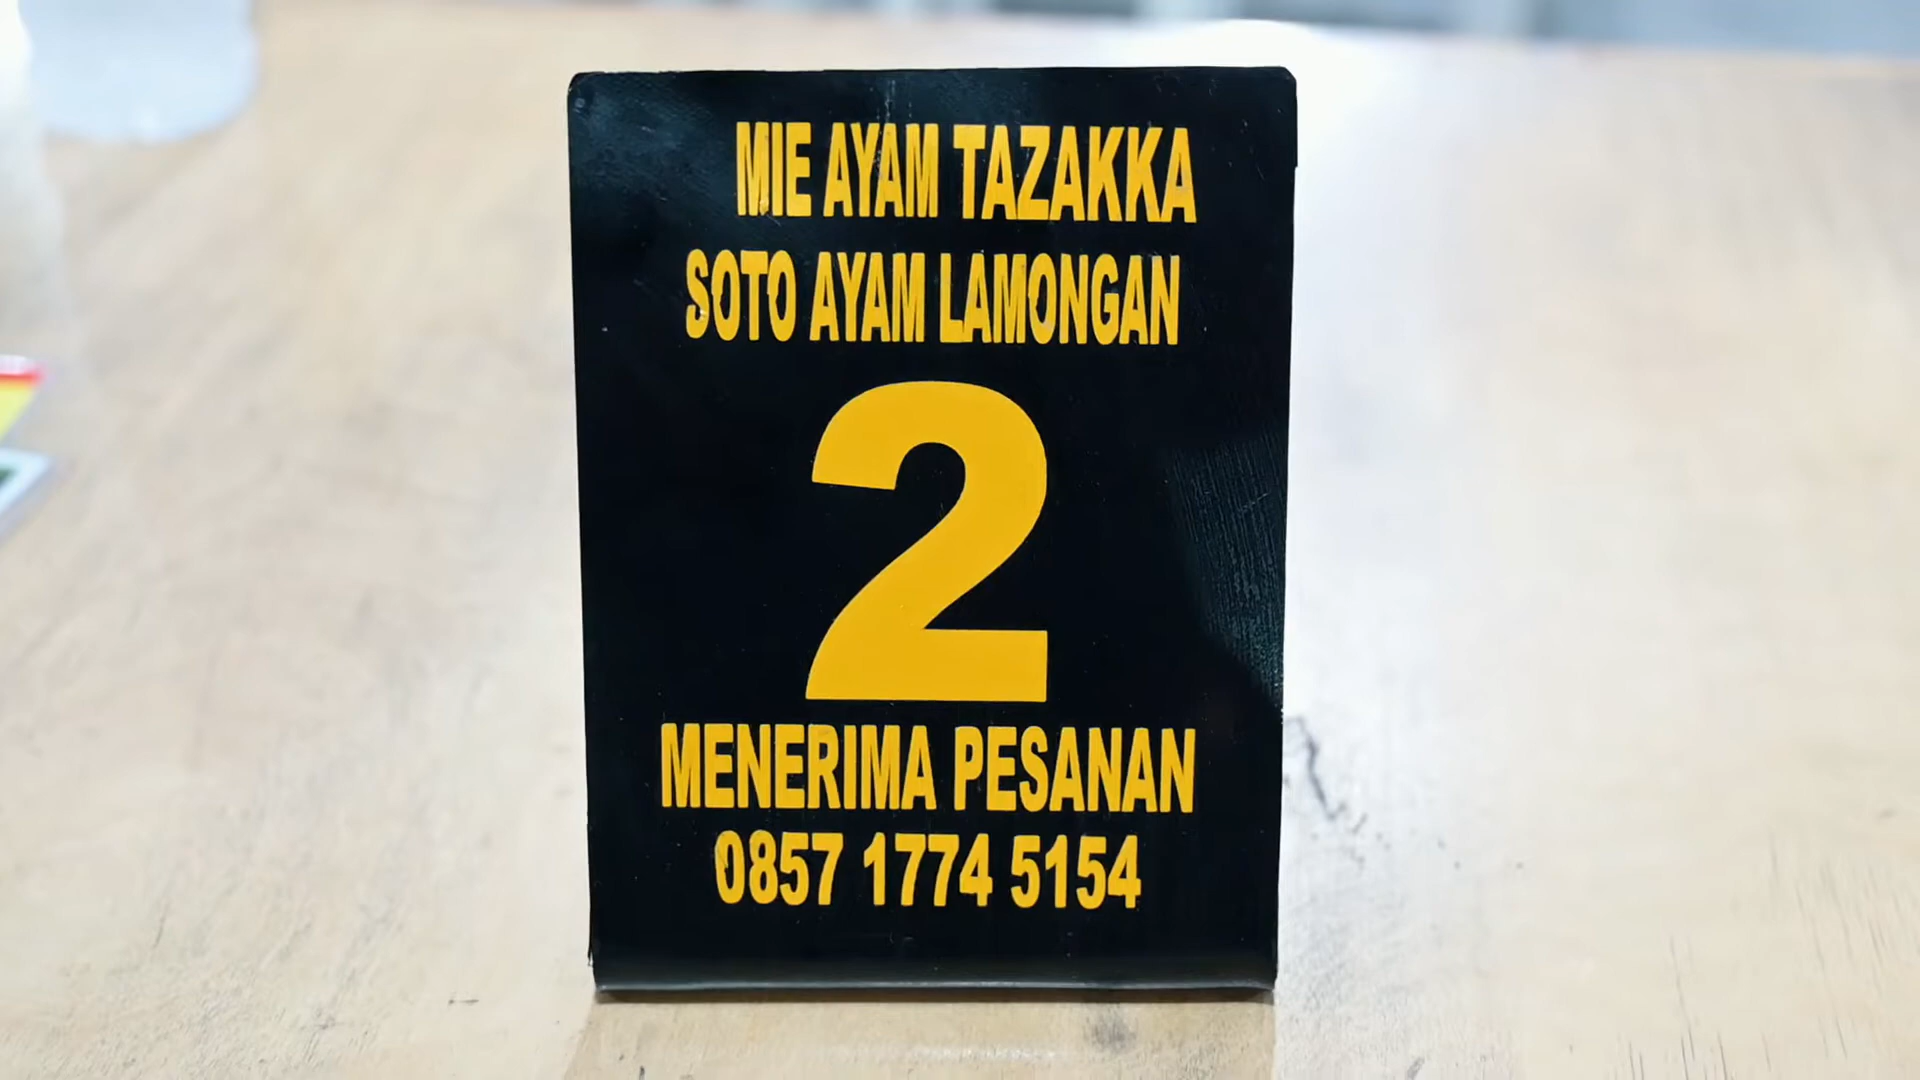 MIE AYAM TAZAKKA
SOTO AYAM LAMONGAN
2
MENERIMA PESANAN
0857 1774 5154